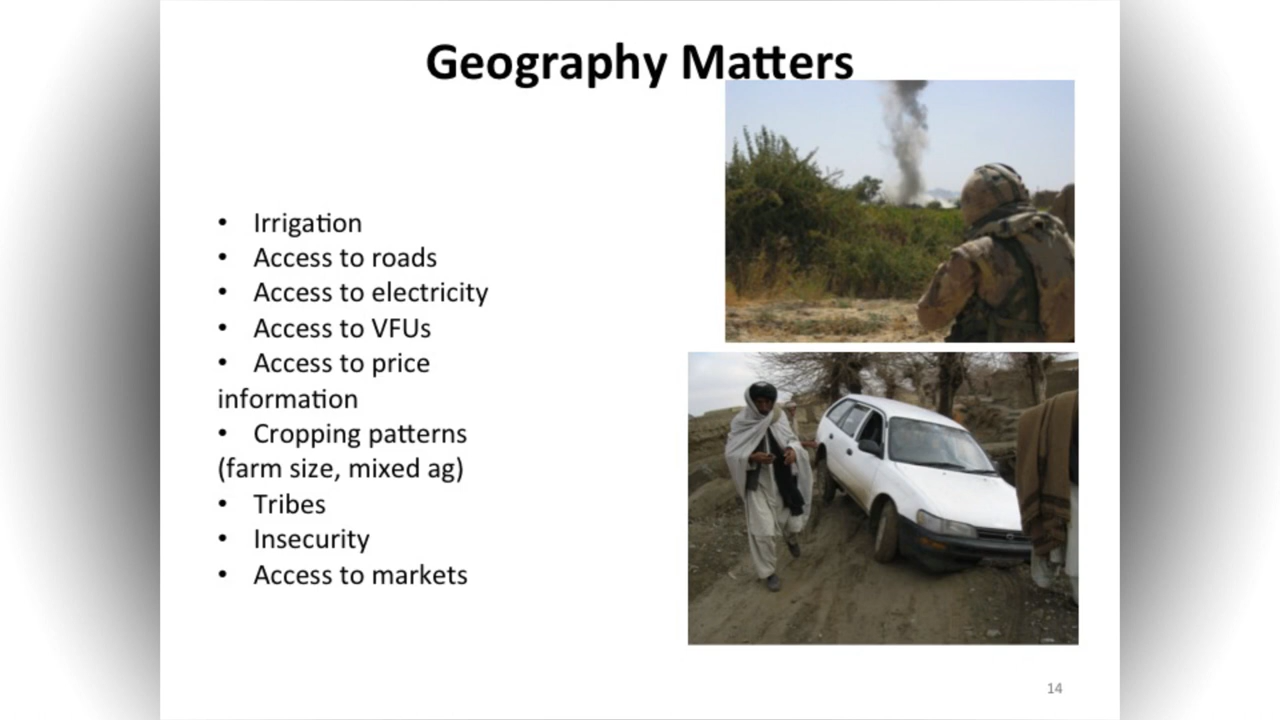 Geography Matters
• Irrigation
• Access to roads
• Access to electricity
• Access to VFUs
• Access to price
information
• Cropping patterns
(farm size, mixed ag)
• Tribes
• Insecurity
• Access to markets
14